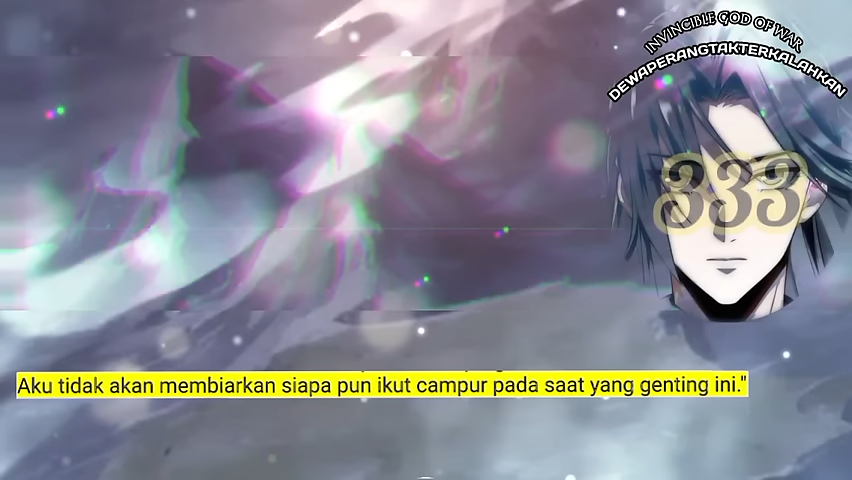 INVINCIBLE GOD OF WAR
DEWAPERANGTAKTERKALAHKAN
333
Aku tidak akan membiarkan siapa pun ikut campur pada saat yang genting ini."